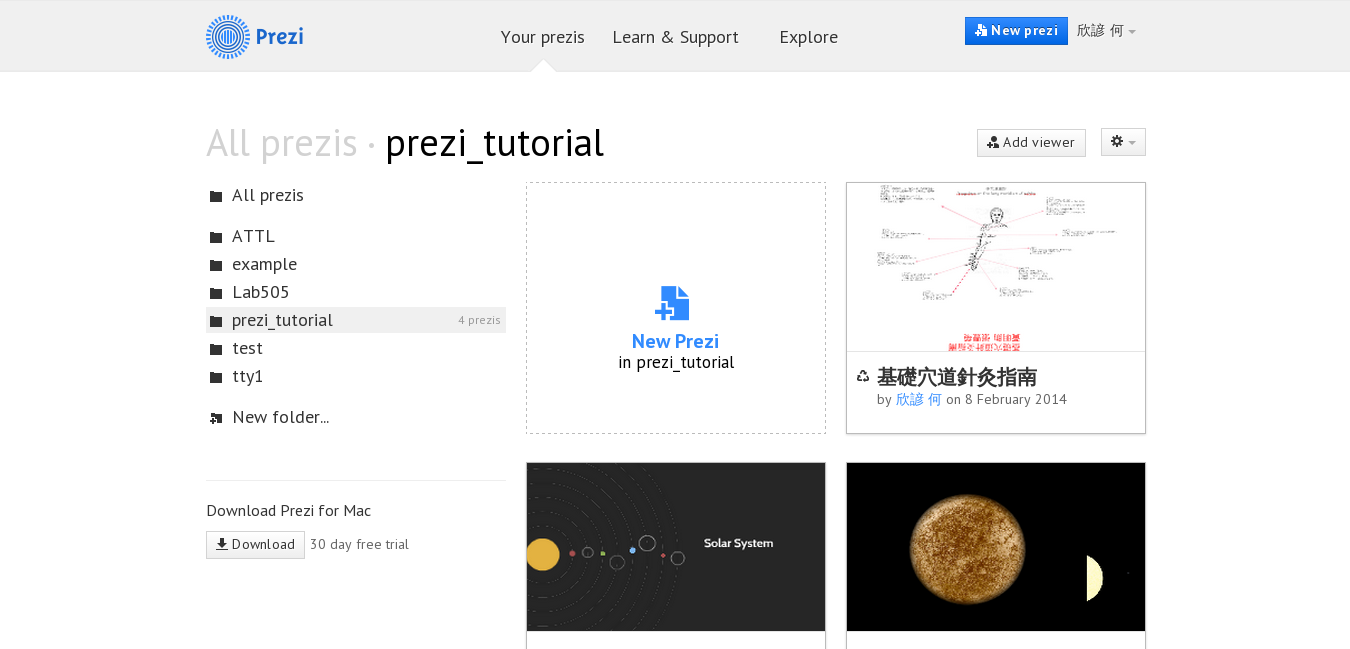 Prezi
Your prezis
Learn & Support
Explore
New prezi
欣諺 何
All prezis · prezi_tutorial
Add viewer
All prezis
ATTL
example
Lab505
prezi_tutorial
4 prezis
test
tty1
New folder...
Download Prezi for Mac
Download
30 day free trial
New Prezi
in prezi_tutorial
基礎穴道針灸指南
by 欣諺 何 on 8 February 2014
Solar System